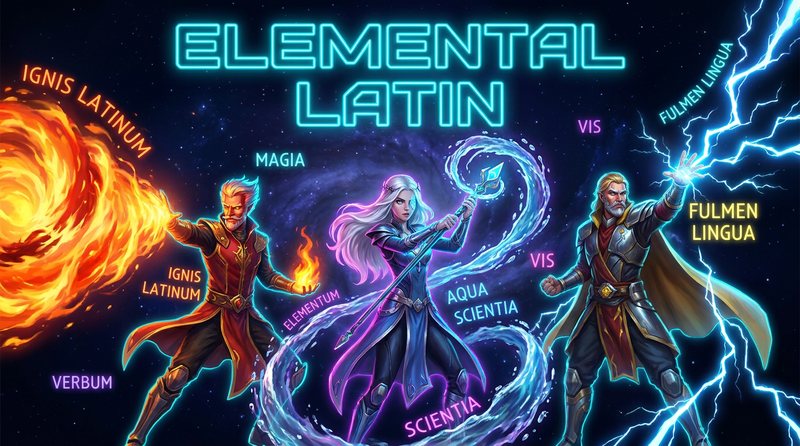 ELEMENTAL
LATIN
IGNIS LATINUM
FULMEN LINGUA
VIS
MAGIA
FULMEN
LINGUA
IGNIS
LATINUM
VIS
ELEMENTUM
AQUA
SCIENTIA
VERBUM
SCIENTIA